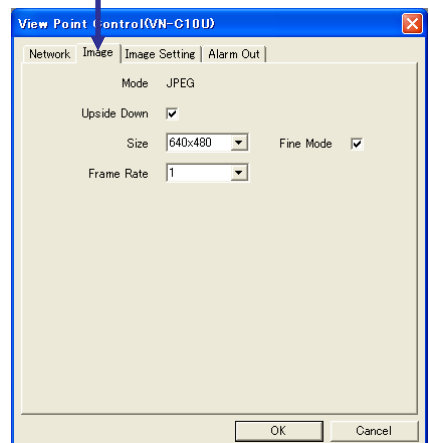 View Point Control(VN-C10U)
Network Image Image Setting Alarm Out
Mode JPEG
Upside Down
Size 640x480 Fine Mode
Frame Rate 1
OK Cancel